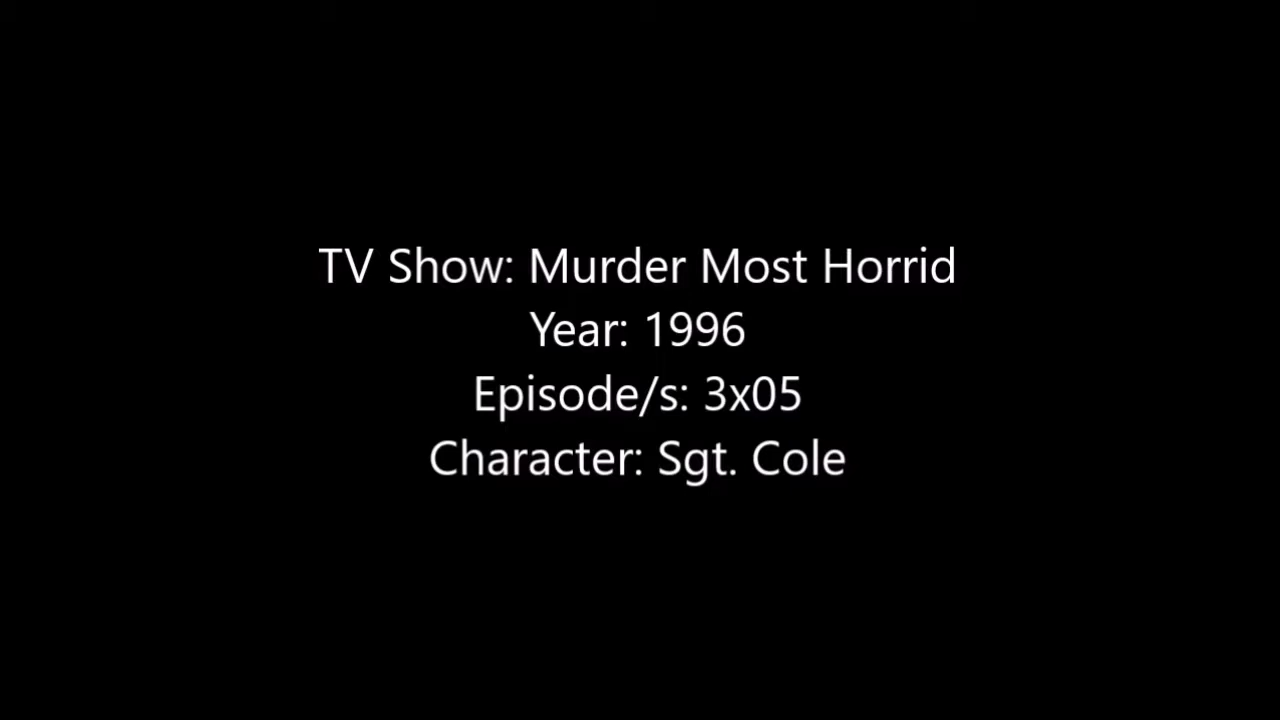 TV Show: Murder Most Horrid
Year: 1996
Episode/s: 3x05
Character: Sgt. Cole